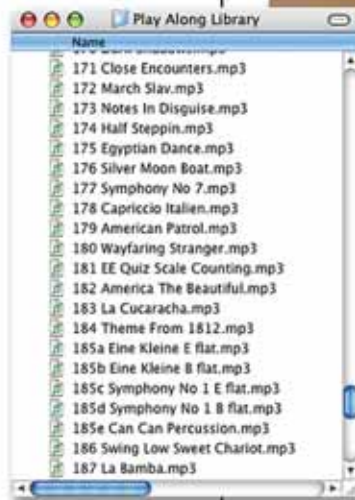 Play Along Library
Name
171 Close Encounters.mp3
172 March Slav.mp3
173 Notes In Disguise.mp3
174 Half Steppin.mp3
175 Egyptian Dance.mp3
176 Silver Moon Boat.mp3
177 Symphony No 7.mp3
178 Capriccio Italien.mp3
179 American Patrol.mp3
180 Wayfaring Stranger.mp3
181 EE Quiz Scale Counting.mp3
182 America The Beautiful.mp3
183 La Cucaracha.mp3
184 Theme From 1812.mp3
185a Eine Kleine E flat.mp3
185b Eine Kleine B flat.mp3
185c Symphony No 1 E flat.mp3
185d Symphony No 1 B flat.mp3
185e Can Can Percussion.mp3
186 Swing Low Sweet Chariot.mp3
187 La Bamba.mp3